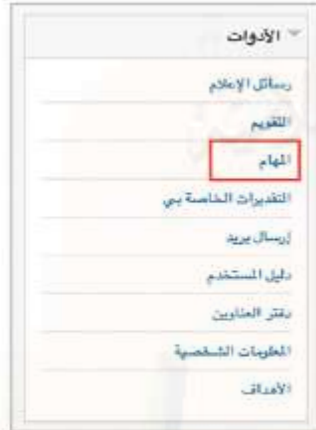 الأدوات
رسائل الإعلام
التقويم
المهام
التقديرات الخاصة بي
إرسال بريد
دليل المستخدم
دفتر العناوين
المعلومات الشخصية
الأهداف